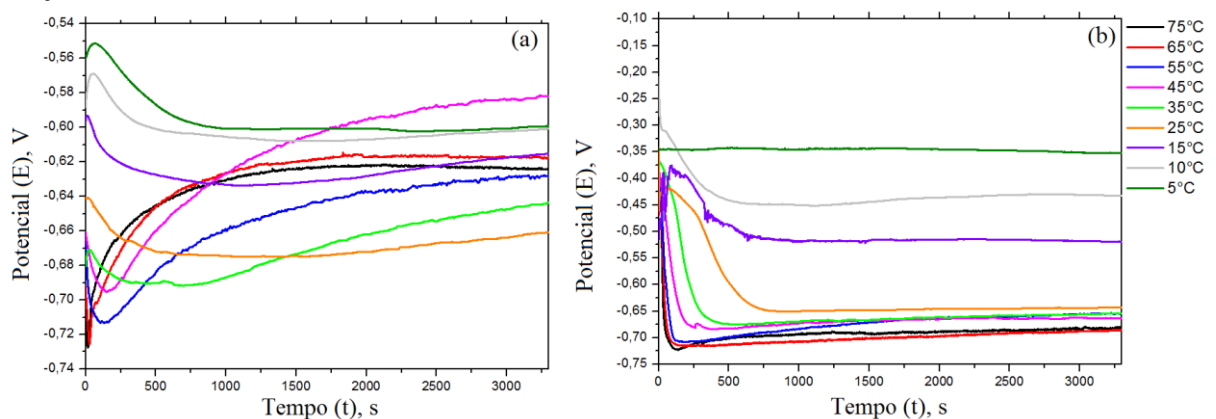 (a)
Potencial (E), V
-0,54
-0,56
-0,58
-0,60
-0,62
-0,64
-0,66
-0,68
-0,70
-0,72
-0,74
0
500
1000
1500
2000
2500
3000
Tempo (t), s
(b)
Potencial (E), V
-0,10
-0,15
-0,20
-0,25
-0,30
-0,35
-0,40
-0,45
-0,50
-0,55
-0,60
-0,65
-0,70
-0,75
0
500
1000
1500
2000
2500
3000
Tempo (t), s
75°C
65°C
55°C
45°C
35°C
25°C
15°C
10°C
5°C